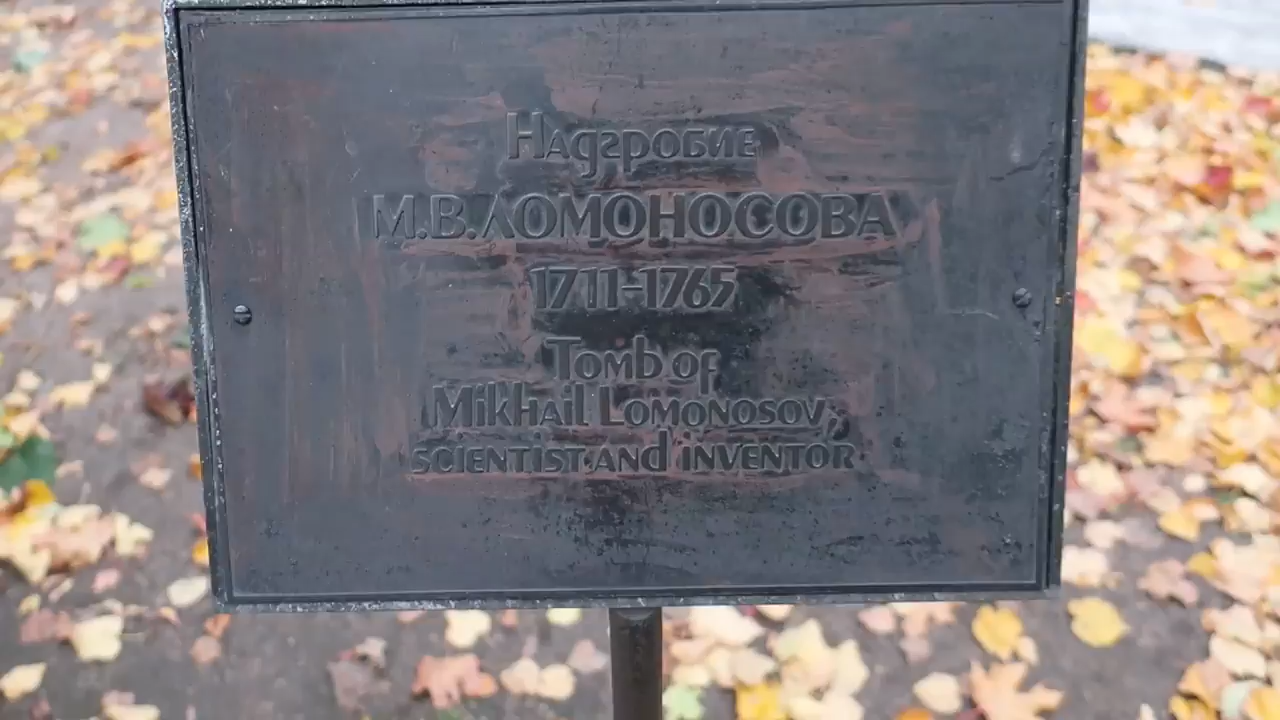 Надгробие
М.В.ЛОМОНОСОВА
1711-1765
Tomb of
Mikhail Lomonosov,
SCIENTIST AND INVENTOR